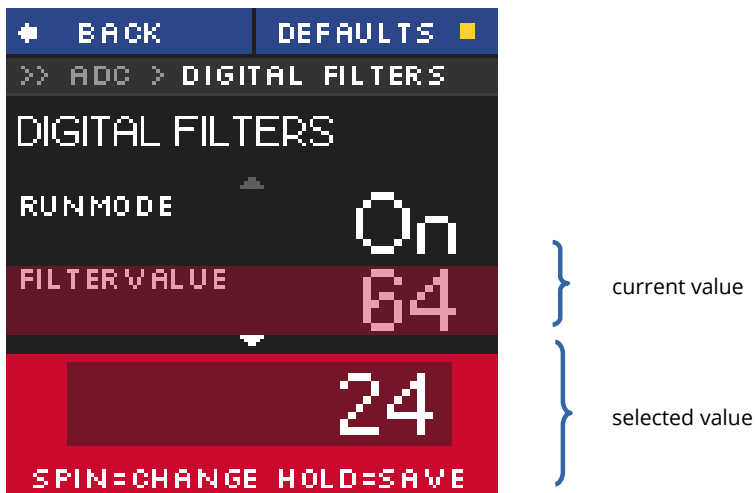 BACK DEFAULTS
>> ADC > DIGITAL FILTERS
DIGITAL FILTERS
RUNMODE On
FILTERVALUE 64
current value
24
selected value
SPIN=CHANGE HOLD=SAVE